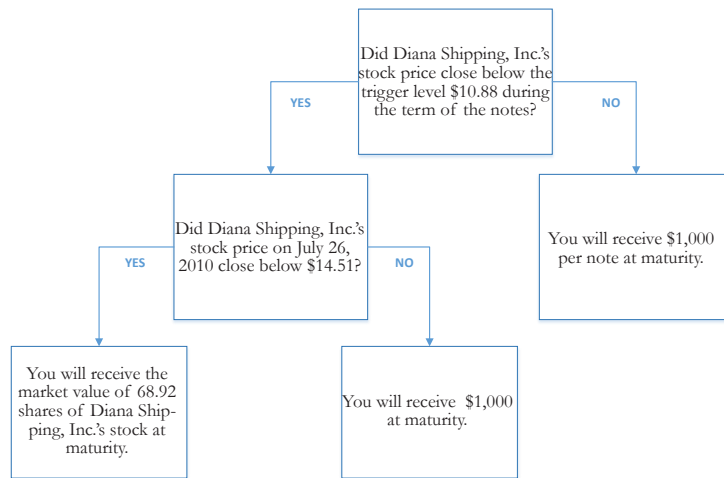 Did Diana Shipping, Inc.'s
stock price close below the
trigger level $10.88 during
the term of the notes?
YES
NO
Did Diana Shipping, Inc.'s
stock price on July 26,
2010 close below $14.51?
You will receive $1,000
per note at maturity.
YES
NO
You will receive the
market value of 68.92
shares of Diana Ship-
ping, Inc.'s stock at
maturity.
You will receive $1,000
at maturity.